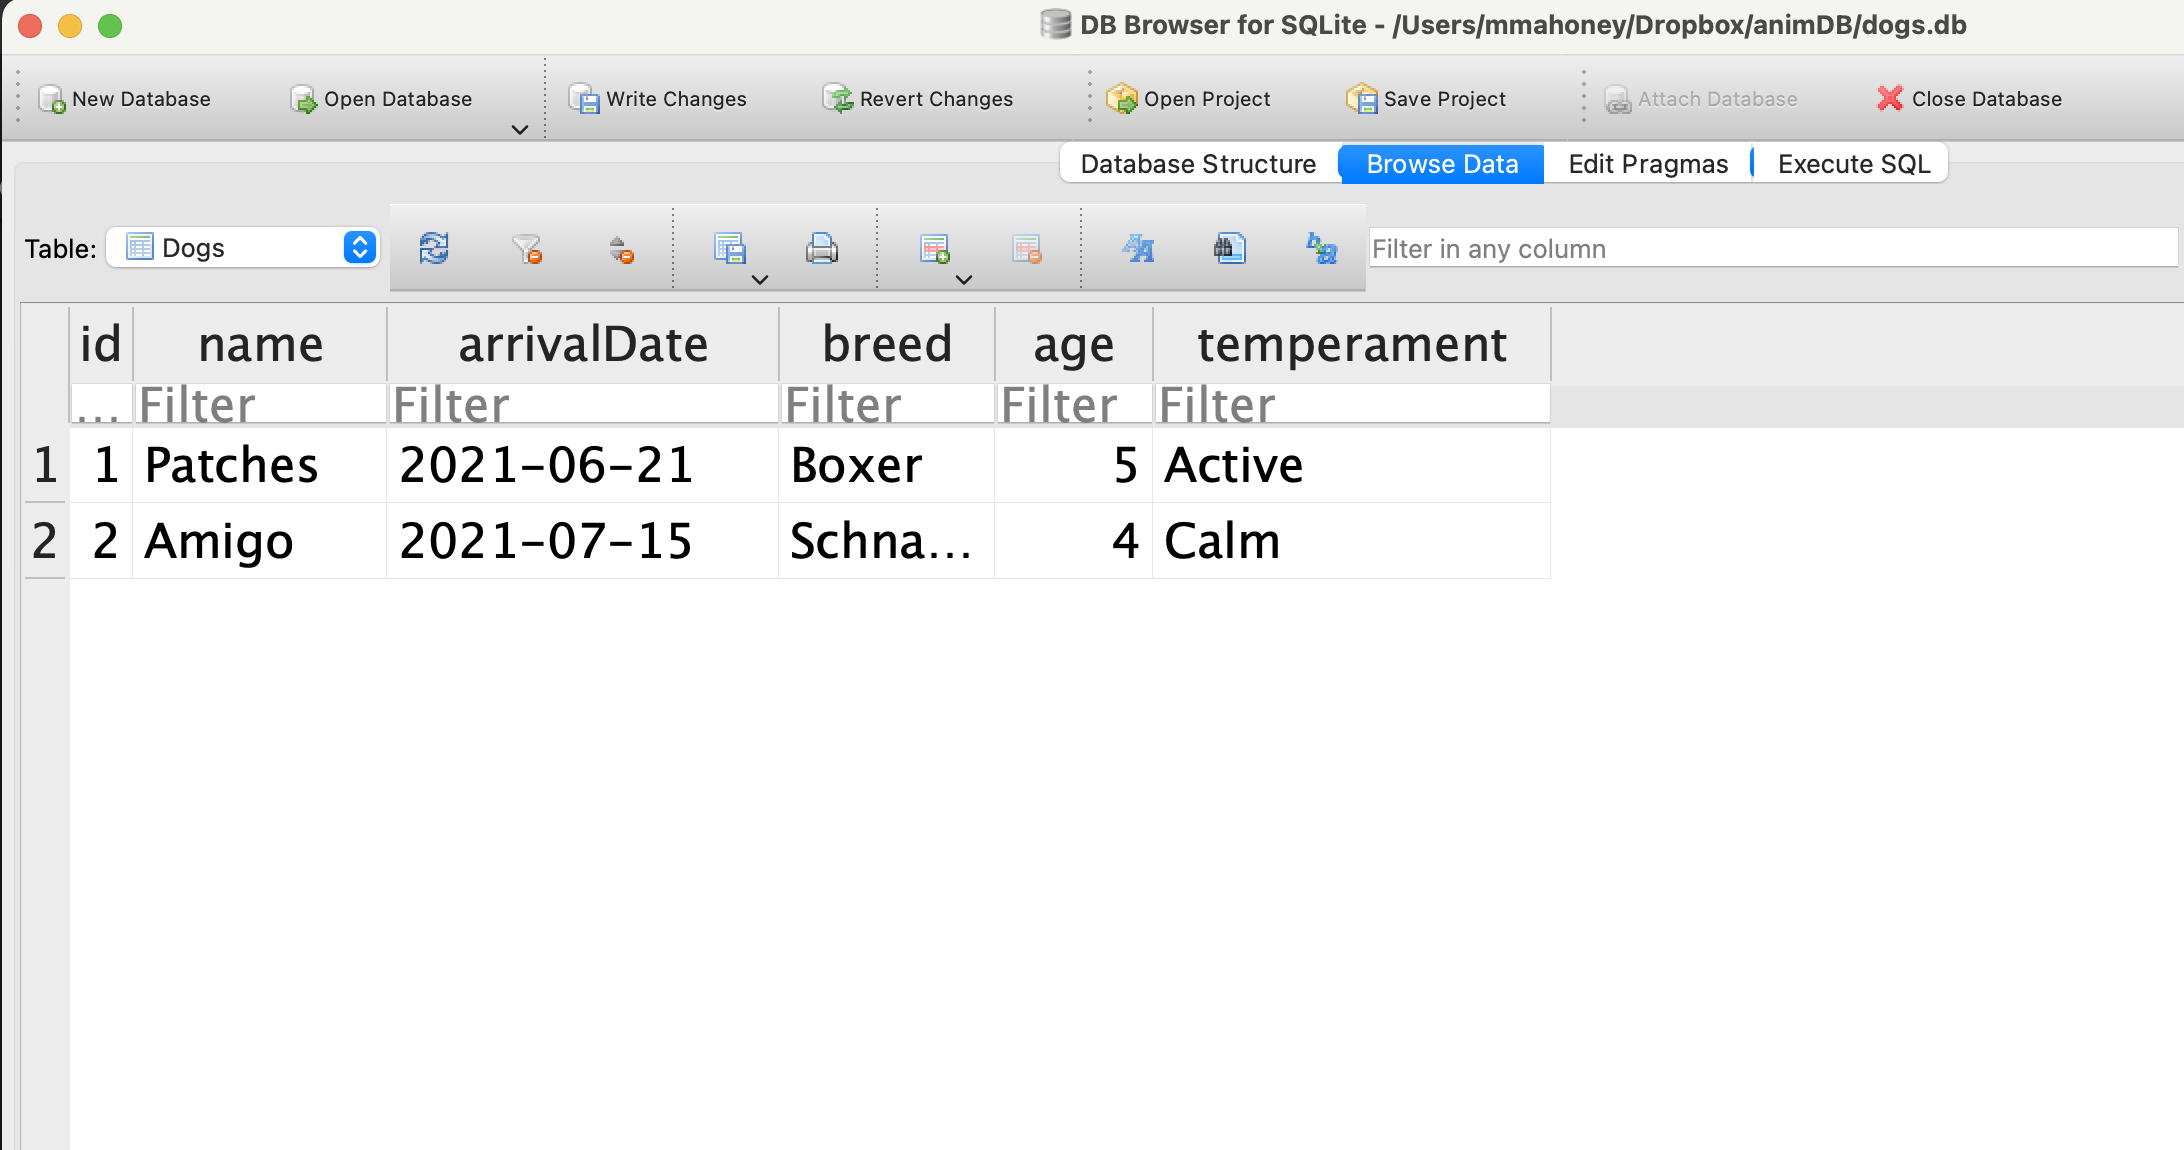 DB Browser for SQLite - /Users/mmahoney/Dropbox/animDB/dogs.db
New Database Open Database Write Changes Revert Changes Open Project Save Project Attach Database Close Database
Database Structure Browse Data Edit Pragmas Execute SQL
Table: Dogs Filter in any column
id name arrivalDate breed age temperament
... Filter Filter Filter Filter Filter
1 1 Patches 2021-06-21 Boxer 5 Active
2 2 Amigo 2021-07-15 Schna... 4 Calm